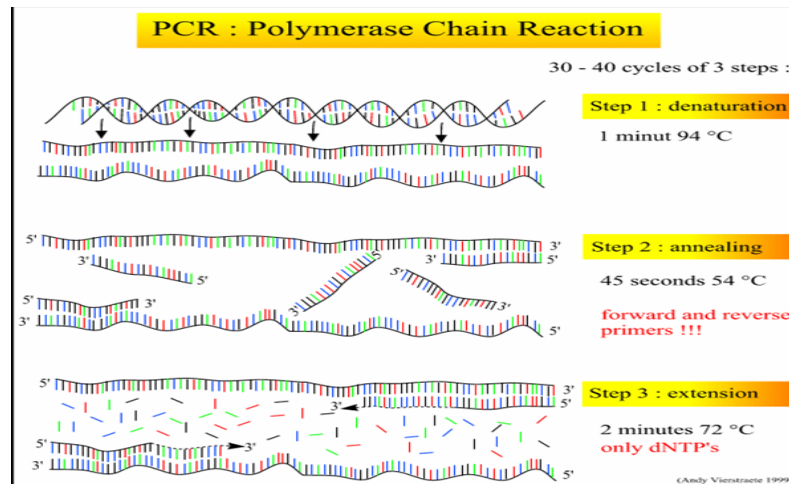 PCR : Polymerase Chain Reaction
30 - 40 cycles of 3 steps :
Step 1 : denaturation
1 minut 94 °C
Step 2 : annealing
5'
3'
3'
5'
5'
3'
5'
5'
5'
3'
3'
3'
3'
5'
45 seconds 54 °C
forward and reverse
primers !!!
Step 3 : extension
5'
3'
3'
5'
5'
3'
3'
5'
2 minutes 72 °C
only dNTP's
(Andy Vierstraete 1999